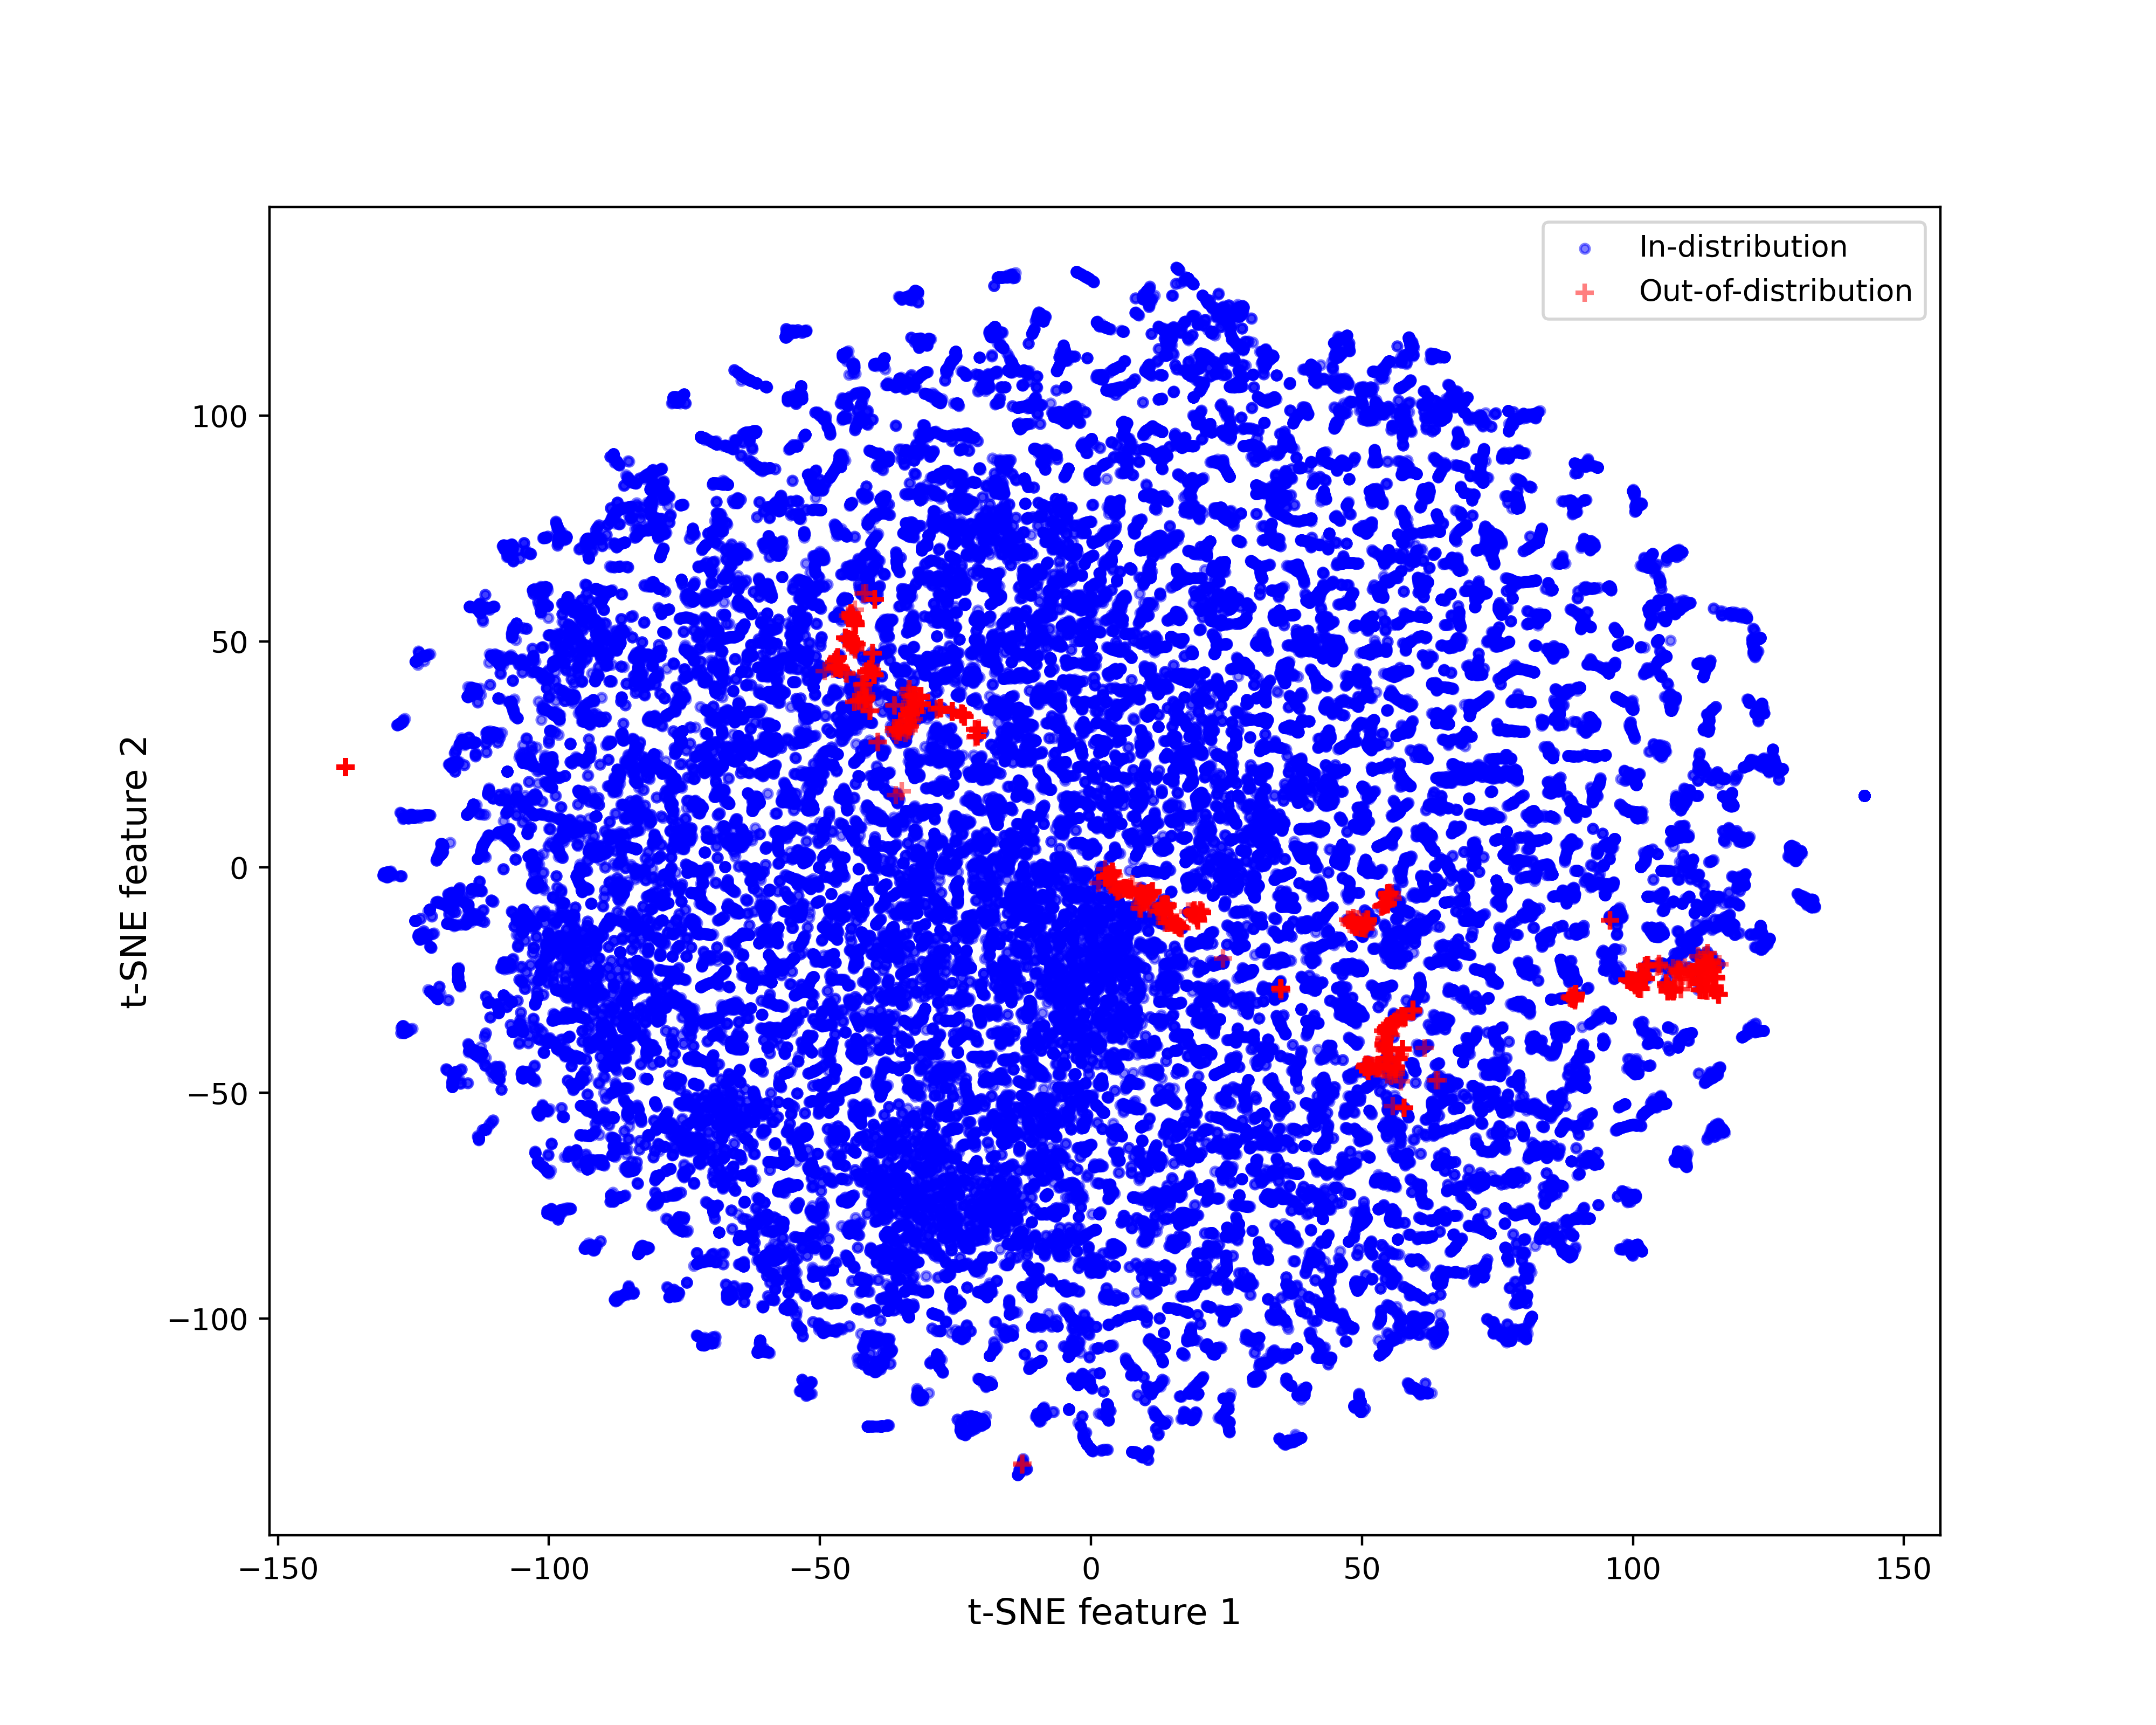 In-distribution
Out-of-distribution
100
50
0
−50
−100
t-SNE feature 2
−150 −100 −50 0 50 100 150
t-SNE feature 1